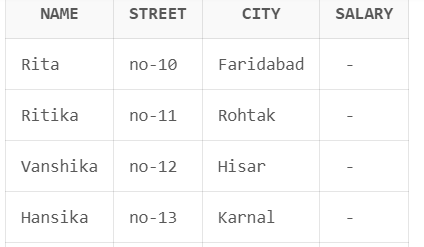 NAME STREET CITY SALARY
Rita no-10 Faridabad -
Ritika no-11 Rohtak -
Vanshika no-12 Hisar -
Hansika no-13 Karnal -